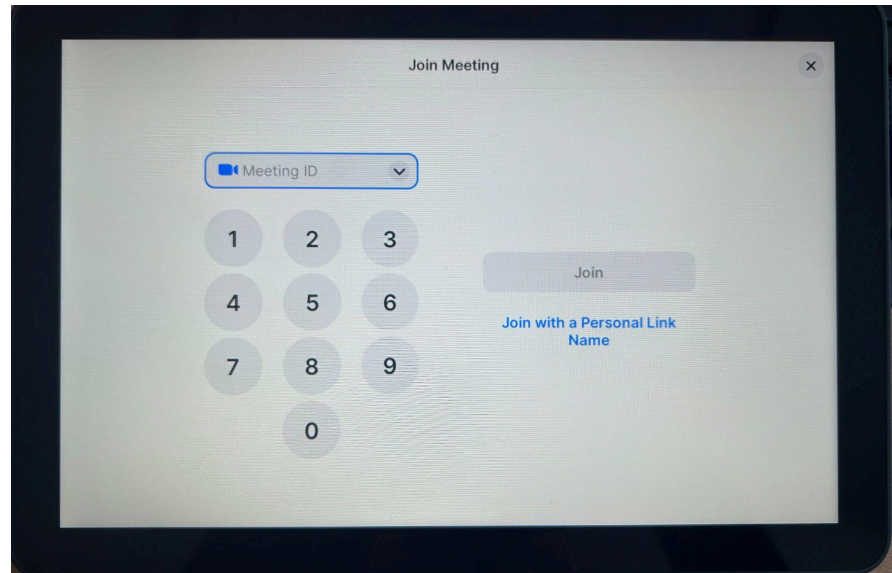 Join Meeting
Meeting ID
1 2 3
4 5 6
7 8 9
0
Join
Join with a Personal Link
Name